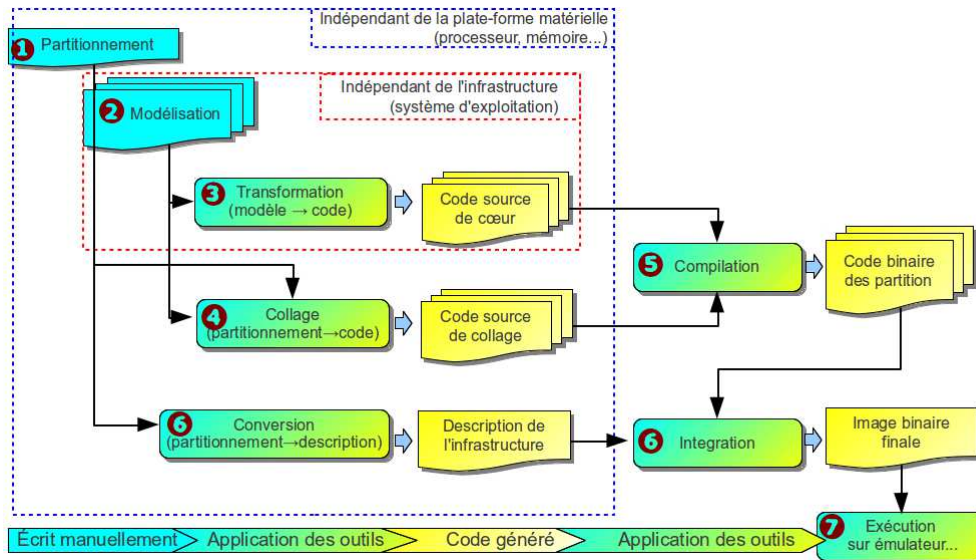 Indépendant de la plate-forme matérielle
(processeur, mémoire...)
1 Partitionnement
Indépendant de l'infrastructure
(système d'exploitation)
2 Modélisation
3 Transformation
(modèle → code)
Code source
de cœur
5 Compilation
Code binaire
des partition
4 Collage
(partitionnement→code)
Code source
de collage
6 Conversion
(partitionnement→description)
Description de
l'infrastructure
6 Integration
Image binaire
finale
Écrit manuellement
Application des outils
Code généré
Application des outils
7 Exécution
sur émulateur...